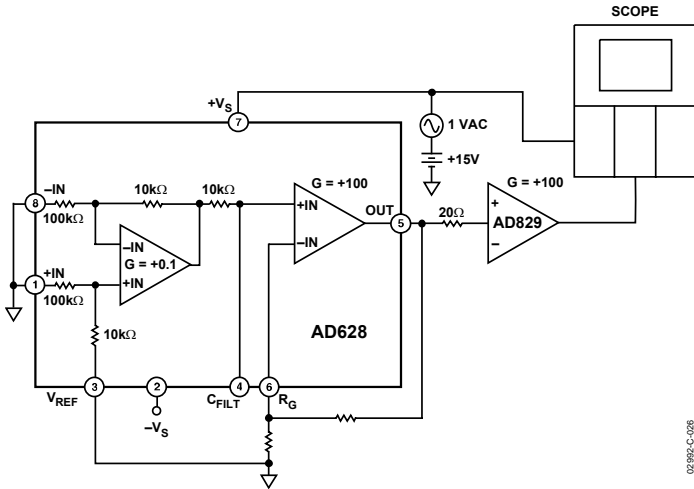 SCOPE
+VS
7
1 VAC
+15V
–IN
8
100kΩ
10kΩ
10kΩ
G = +100
+IN
–IN
OUT
5
20Ω
G = +100
+
AD829
–
–IN
G = +0.1
+IN
+IN
1
100kΩ
10kΩ
AD628
3
2
4
6
VREF
–VS
CFILT
RG
02992-C-026